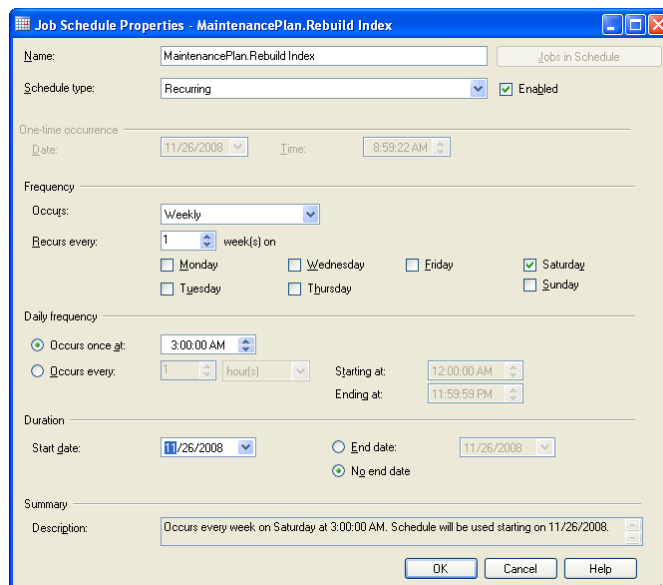 Job Schedule Properties - MaintenancePlan.Rebuild Index
Name: MaintenancePlan.Rebuild Index Jobs in Schedule
Schedule type: Recurring Enabled
One-time occurrence
Date: 11/26/2008 Time: 8:59:22 AM
Frequency
Occurs: Weekly
Recurs every: 1 week(s) on
Monday Wednesday Friday Saturday
Tuesday Thursday Sunday
Daily frequency
Occurs once at: 3:00:00 AM
Occurs every: 1 hour(s) Starting at: 12:00:00 AM
Ending at: 11:59:59 PM
Duration
Start date: 11/26/2008 End date: 11/26/2008
No end date
Summary
Description: Occurs every week on Saturday at 3:00:00 AM. Schedule will be used starting on 11/26/2008.
OK Cancel Help